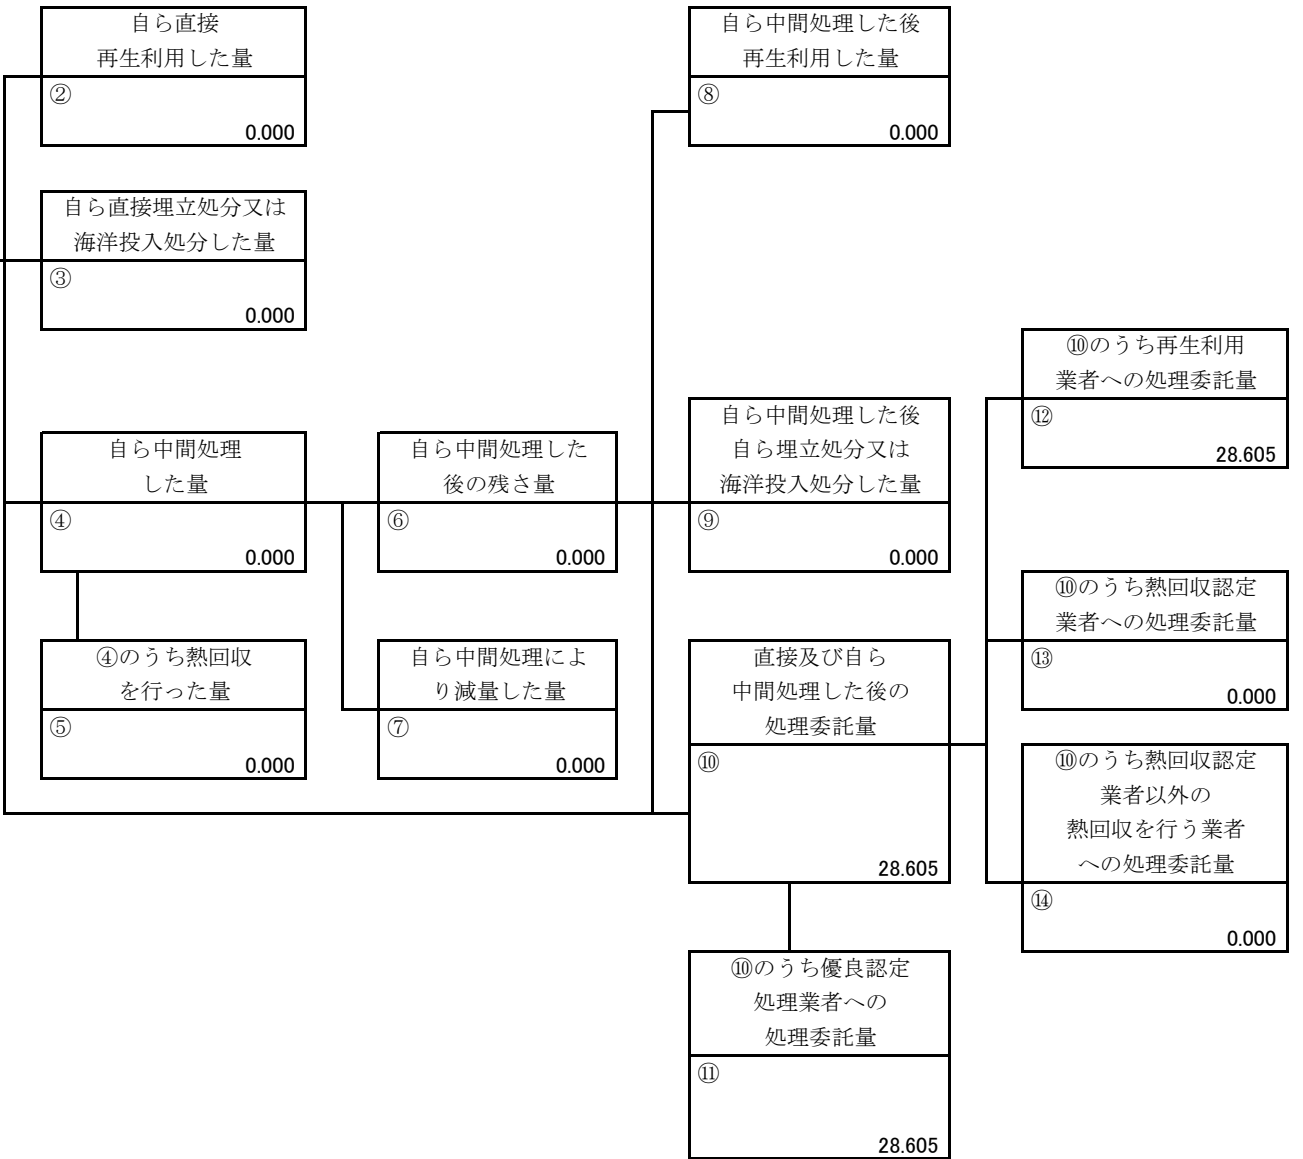 自ら直接
再生利用した量
②
0.000
自ら中間処理した後
再生利用した量
⑧
0.000
自ら直接埋立処分又は
海洋投入処分した量
③
0.000
⑩のうち再生利用
業者への処理委託量
⑫
28.605
自ら中間処理
した量
④
0.000
自ら中間処理した
後の残さ量
⑥
0.000
自ら中間処理した後
自ら埋立処分又は
海洋投入処分した量
⑨
0.000
⑩のうち熱回収認定
業者への処理委託量
⑬
0.000
④のうち熱回収
を行った量
⑤
0.000
自ら中間処理によ
り減量した量
⑦
0.000
直接及び自ら
中間処理した後の
処理委託量
⑩
28.605
⑩のうち熱回収認定
業者以外の
熱回収を行う業者
への処理委託量
⑭
0.000
⑩のうち優良認定
処理業者への
処理委託量
⑪
28.605